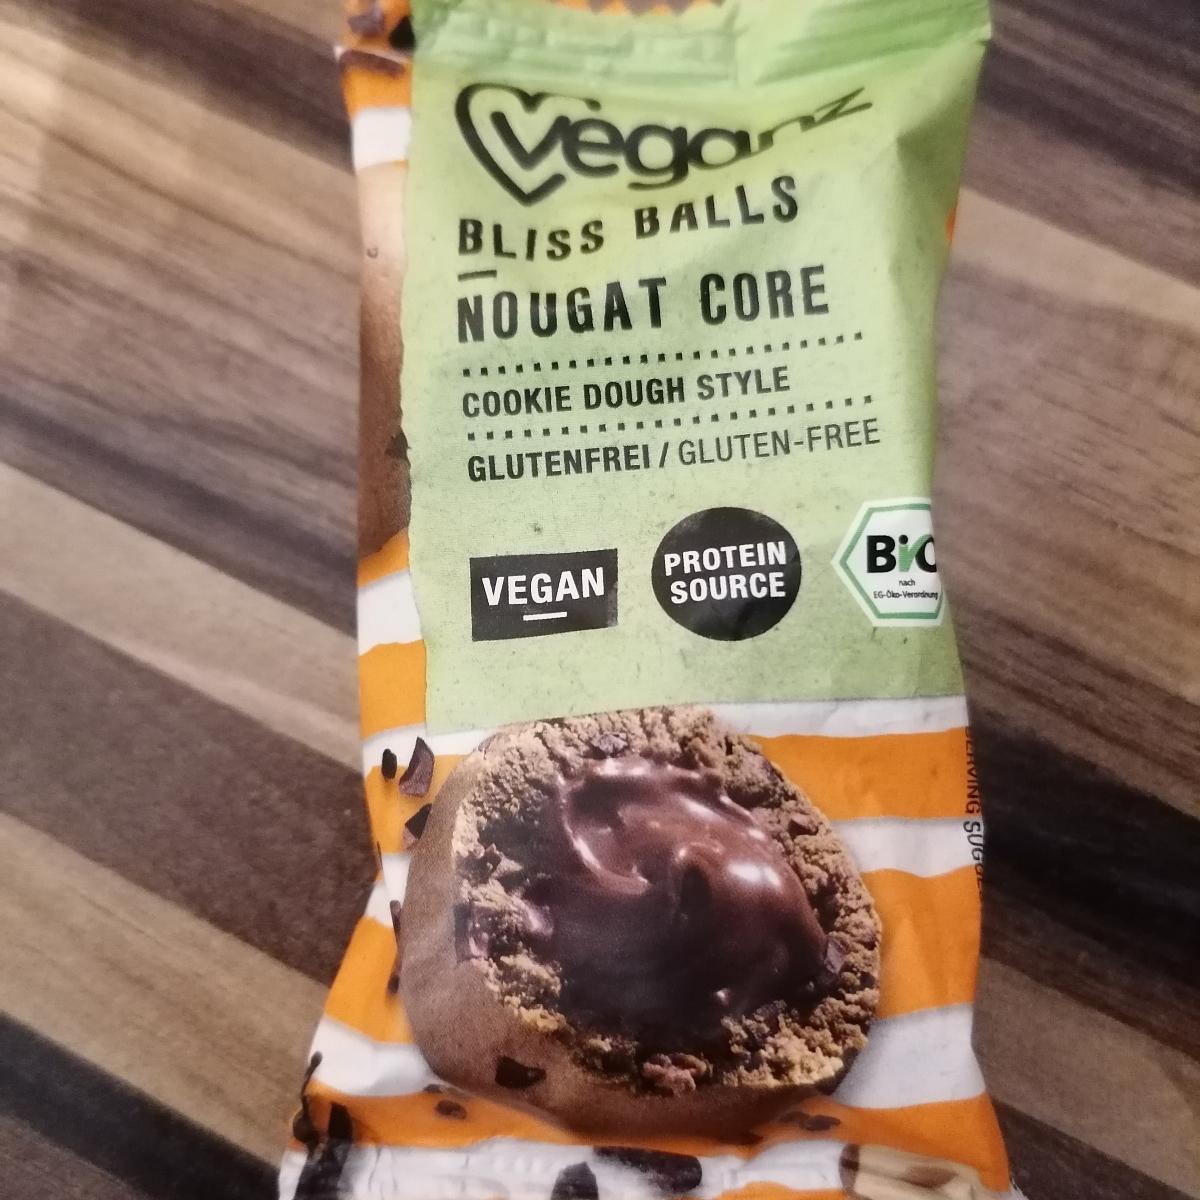 veganz
BLISS BALLS
NOUGAT CORE
COOKIE DOUGH STYLE
GLUTENFREI / GLUTEN-FREE
VEGAN
PROTEIN
SOURCE
Bio
nach
EG-Öko-Verordnung
SERVING